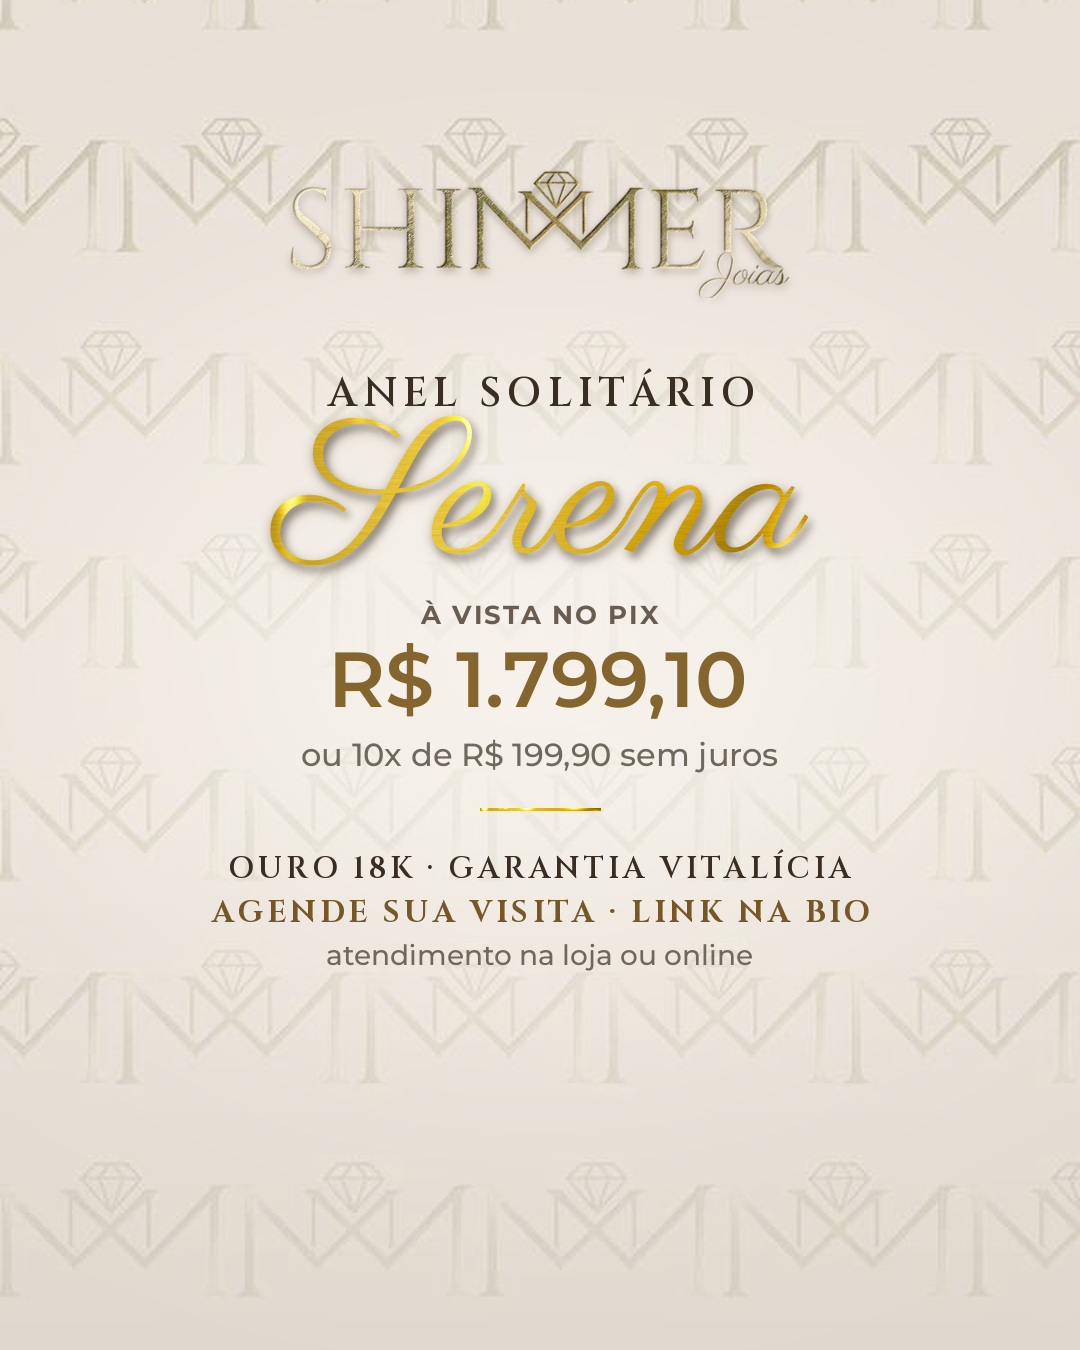 SHIMMER
Joias
ANEL SOLITÁRIO
Serena
À VISTA NO PIX
R$ 1.799,10
ou 10x de R$ 199,90 sem juros
OURO 18K · GARANTIA VITALÍCIA
AGENDE SUA VISITA · LINK NA BIO
atendimento na loja ou online